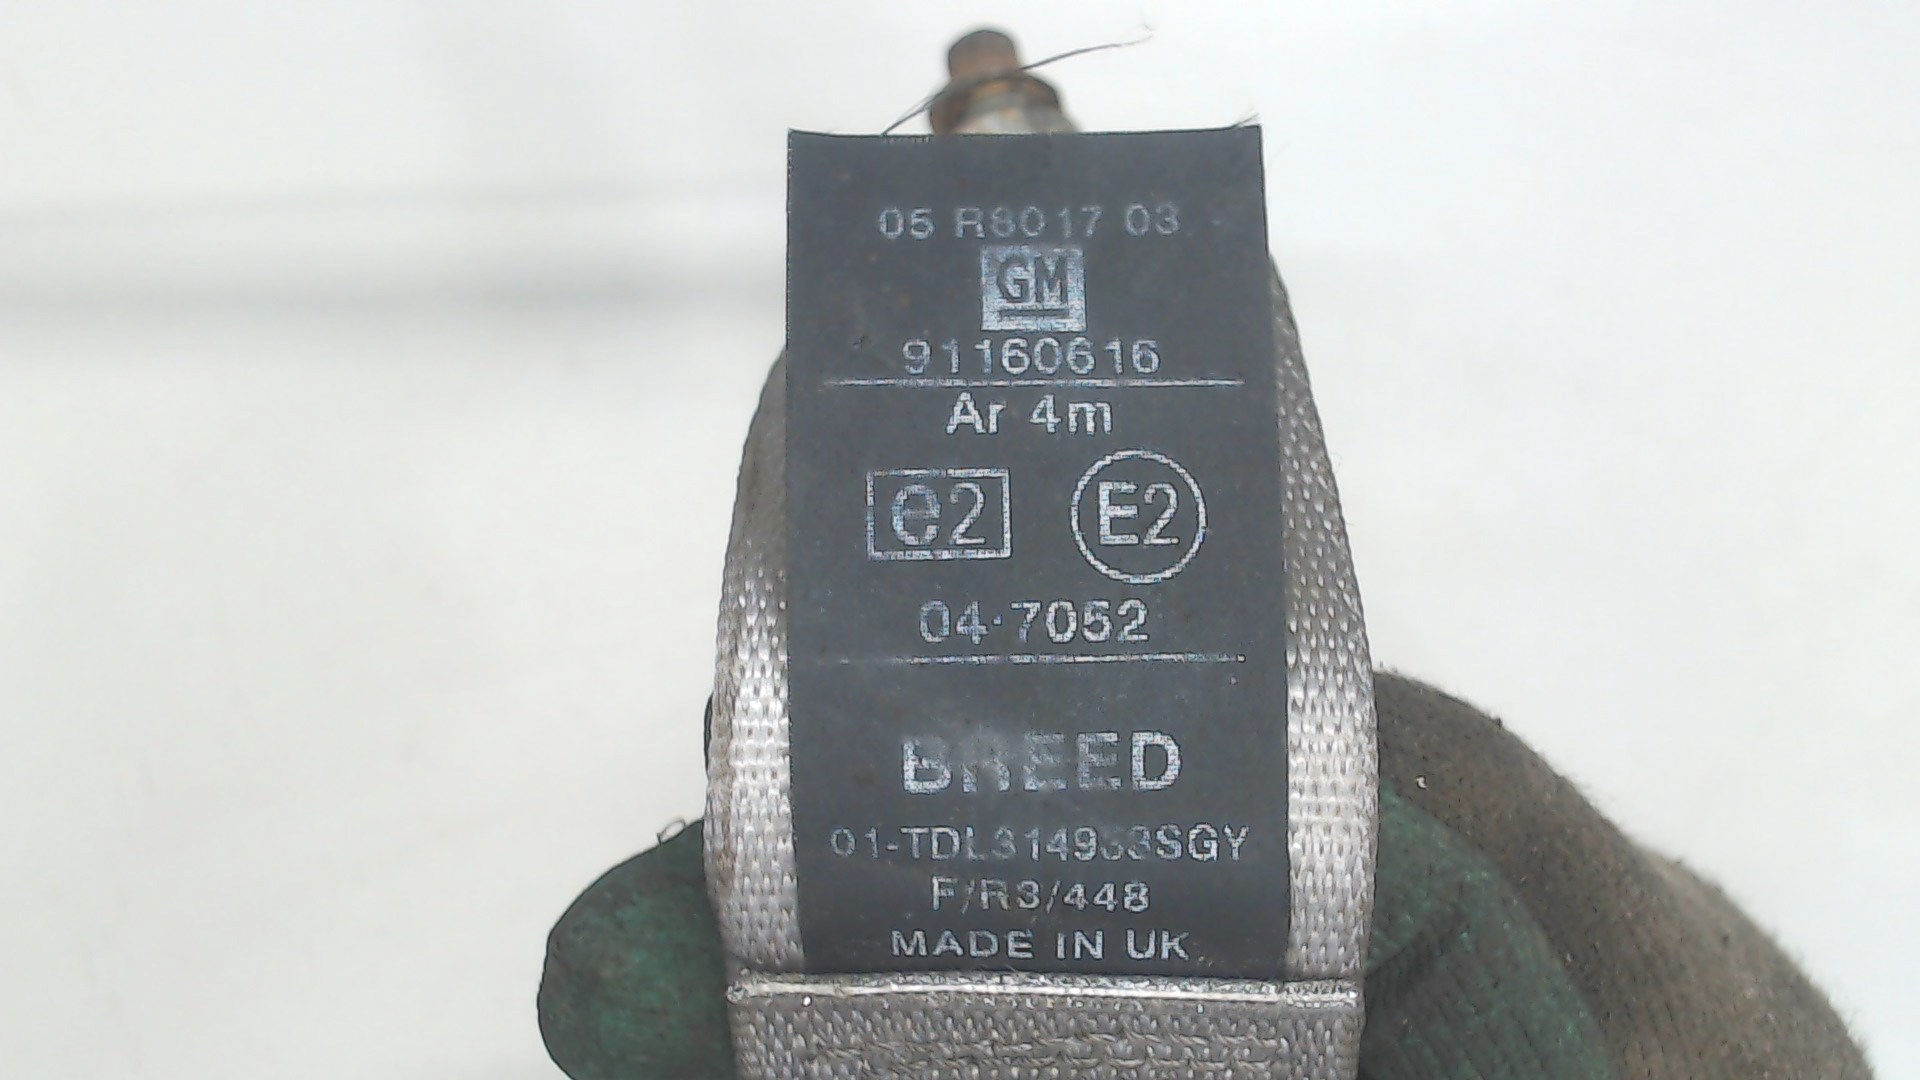 05 R8017 03
GM
91160616
Ar 4m
e2 E2
04·7052
BREED
F/R3/448
MADE IN UK